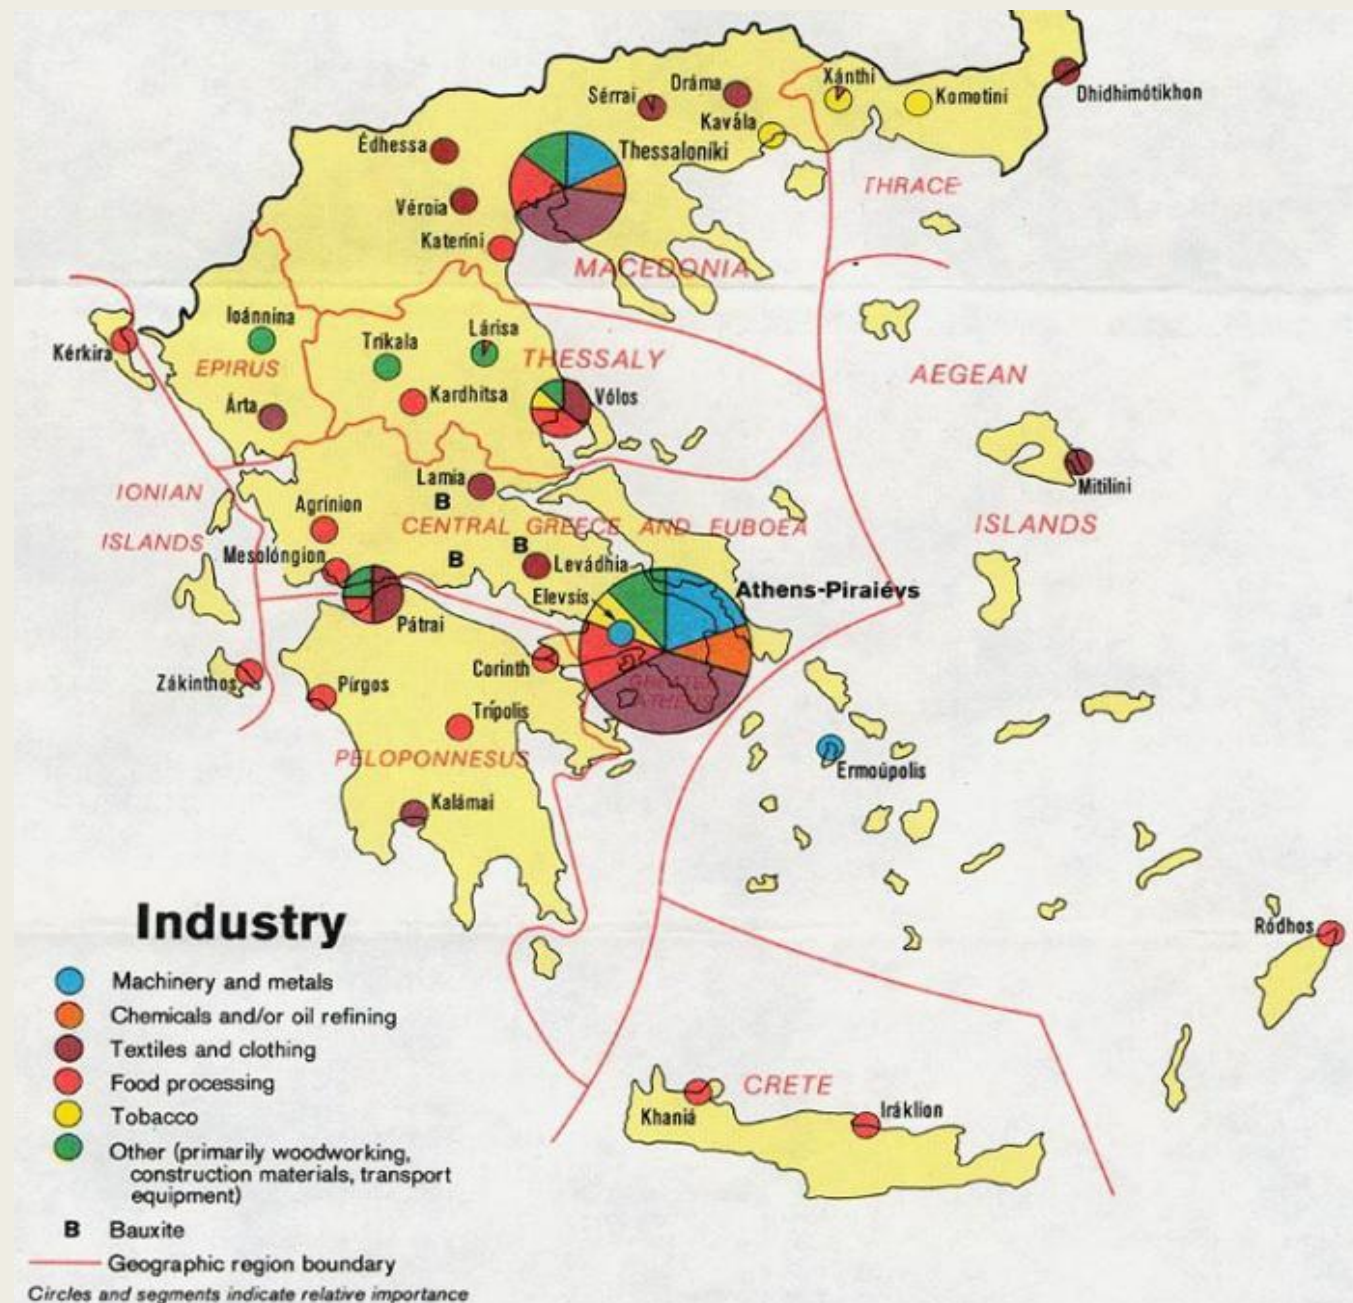 Xánthi
Dráma
Sérrai
Komotiní
Dhidhimótikhon
Kavála
Édhessa
Thessaloníki
THRACE
Véroia
Kateríni
MACEDONIA
Ioánnina
Kérkira
Tríkala
Lárisa
THESSALY
EPIRUS
AEGEAN
Árta
Kardhítsa
Vólos
Lamía
Mitilíni
IONIAN
B
Agrínion
CENTRAL GREECE AND EUBOEA
ISLANDS
ISLANDS
Mesolóngion
B
B
Levádhia
Elevsís
Athens-Piraiévs
Pátrai
Corinth
Zákinthos
Pírgos
GREATER
ATHENS
Trípolis
PELOPONNESUS
Ermoúpolis
Kalámai
Industry
Ródhos
Machinery and metals
Chemicals and/or oil refining
Textiles and clothing
Food processing
CRETE
Khaniá
Iráklion
Tobacco
Other (primarily woodworking,
construction materials, transport
equipment)
B Bauxite
Geographic region boundary
Circles and segments indicate relative importance